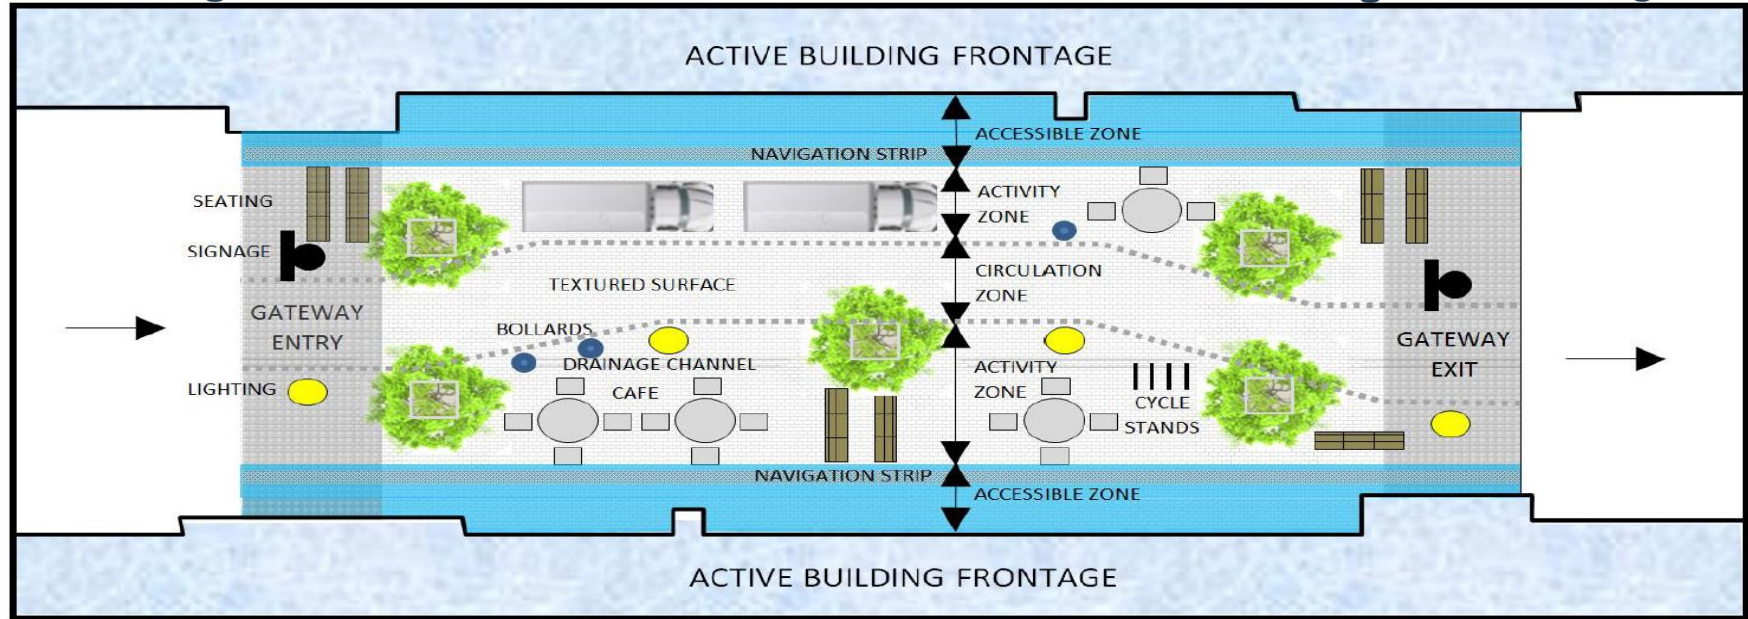 ACTIVE BUILDING FRONTAGE
ACCESSIBLE ZONE
NAVIGATION STRIP
SEATING
ACTIVITY
ZONE
SIGNAGE
CIRCULATION
ZONE
TEXTURED SURFACE
GATEWAY
ENTRY
BOLLARDS
GATEWAY
EXIT
DRAINAGE CHANNEL
ACTIVITY
ZONE
LIGHTING
CAFE
CYCLE
STANDS
NAVIGATION STRIP
ACCESSIBLE ZONE
ACTIVE BUILDING FRONTAGE